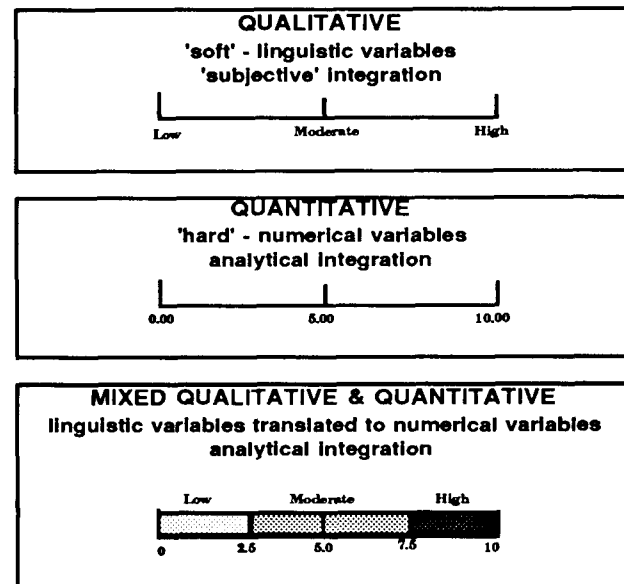 QUALITATIVE
'soft' - linguistic variables
'subjective' integration
Low Moderate High
QUANTITATIVE
'hard' - numerical variables
analytical integration
0.00 5.00 10.00
MIXED QUALITATIVE & QUANTITATIVE
linguistic variables translated to numerical variables
analytical integration
Low Moderate High
0 2.5 5.0 7.5 10